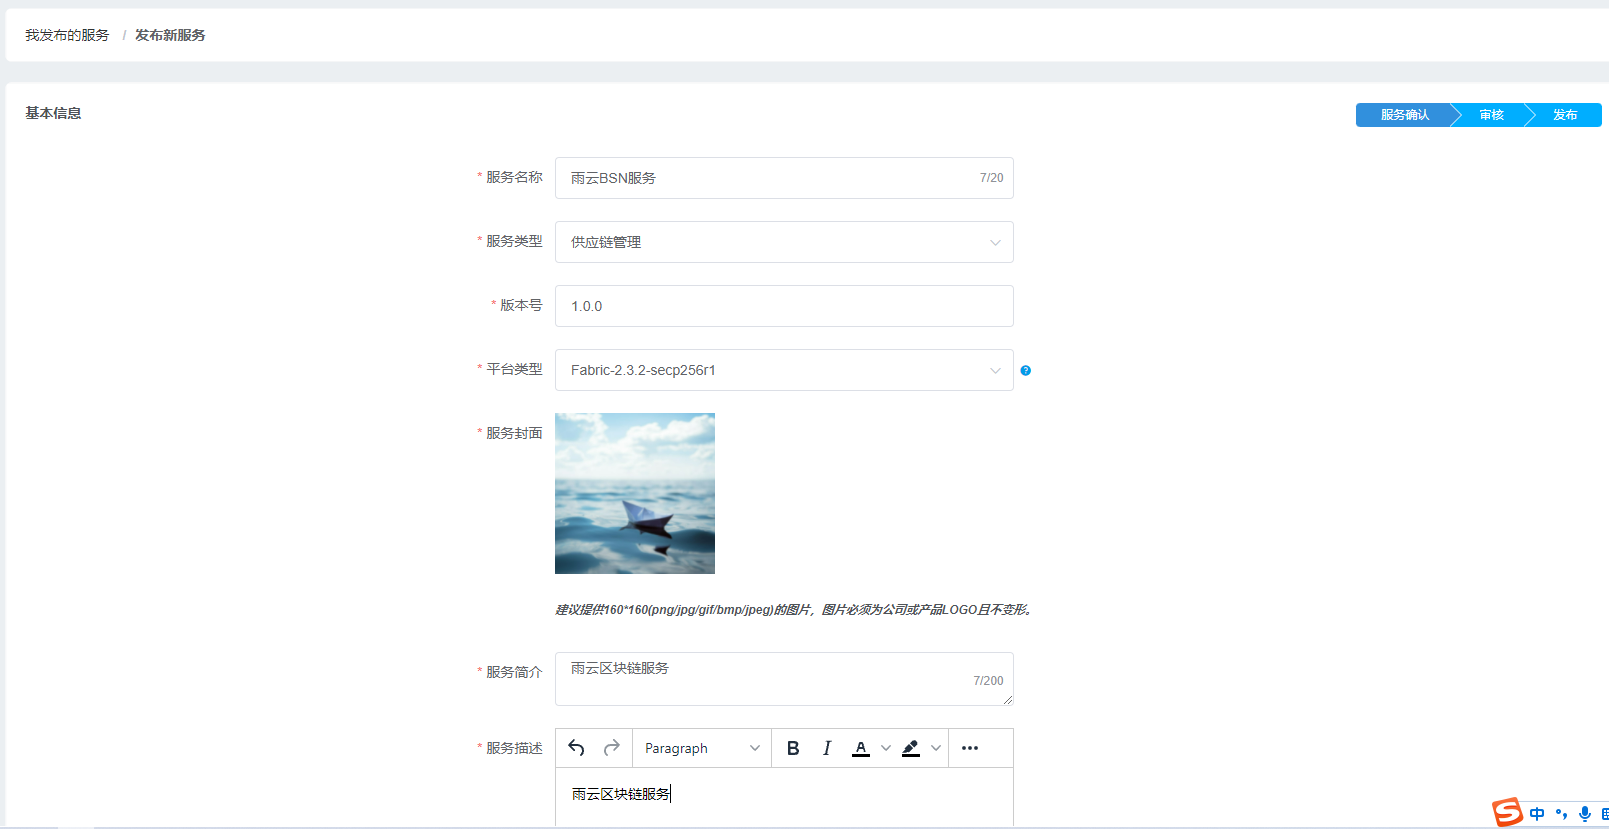 我发布的服务 / 发布新服务
基本信息
服务确认 审核 发布
* 服务名称 雨云BSN服务 7/20
* 服务类型 供应链管理
* 版本号 1.0.0
* 平台类型 Fabric-2.3.2-secp256r1 ?
* 服务封面
建议提供160*160(png/jpg/gif/bmp/jpeg)的图片，图片必须为公司或产品LOGO且不变形。
* 服务简介 雨云区块链服务 7/200
* 服务描述 Paragraph B I A
雨云区块链服务
S 中